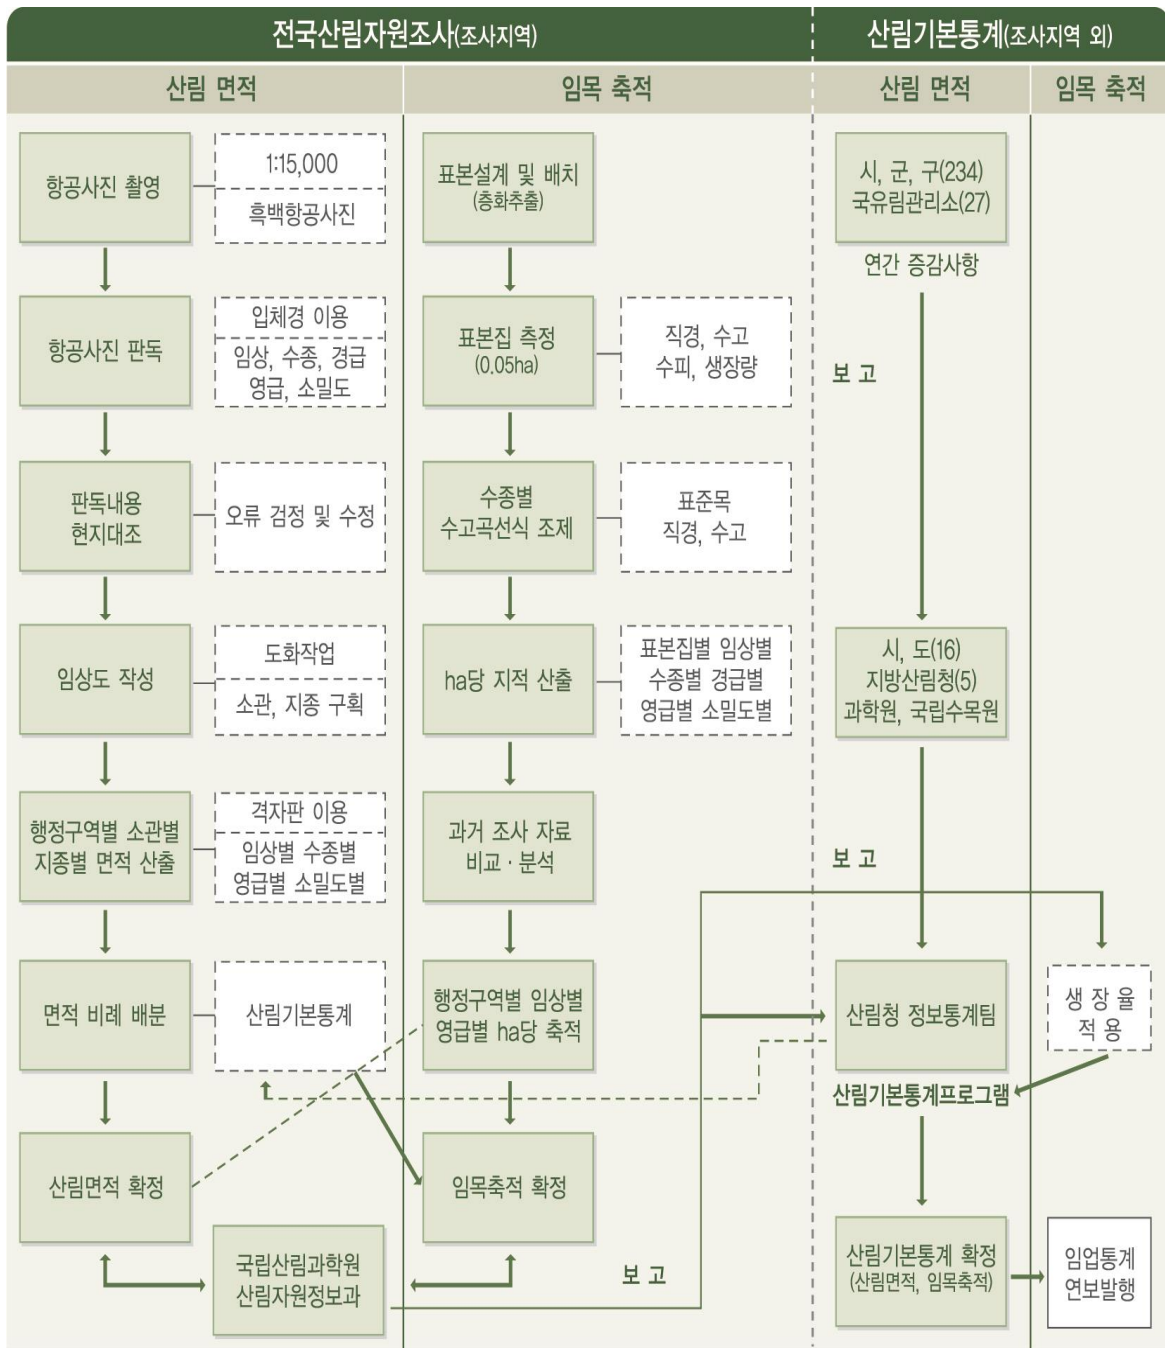 전국산림자원조사(조사지역)
산림기본통계(조사지역 외)
산림 면적
임목 축적
산림 면적
임목 축적
항공사진 촬영
1:15,000
흑백항공사진
항공사진 판독
입체경 이용
임상, 수종, 경급
영급, 소밀도
판독내용
현지대조
오류 검정 및 수정
임상도 작성
도화작업
소관, 지종 구획
행정구역별 소관별
지종별 면적 산출
격자판 이용
임상별 수종별
영급별 소밀도별
면적 비례 배분
산림기본통계
산림면적 확정
국립산림과학원
산림자원정보과
표본설계 및 배치
(층화추출)
표본집 측정
(0.05ha)
직경, 수고
수피, 생장량
수종별
수고곡선식 조제
표준목
직경, 수고
ha당 지적 산출
표본집별 임상별
수종별 경급별
영급별 소밀도별
과거 조사 자료
비교·분석
행정구역별 임상별
영급별 ha당 축적
임목축적 확정
보 고
시, 군, 구(234)
국유림관리소(27)
연간 증감사항
보 고
시, 도(16)
지방산림청(5)
과학원, 국립수목원
보 고
산림청 정보통계팀
산림기본통계프로그램
생 장 율
적 용
산림기본통계 확정
(산림면적, 임목축적)
임업통계
연보발행